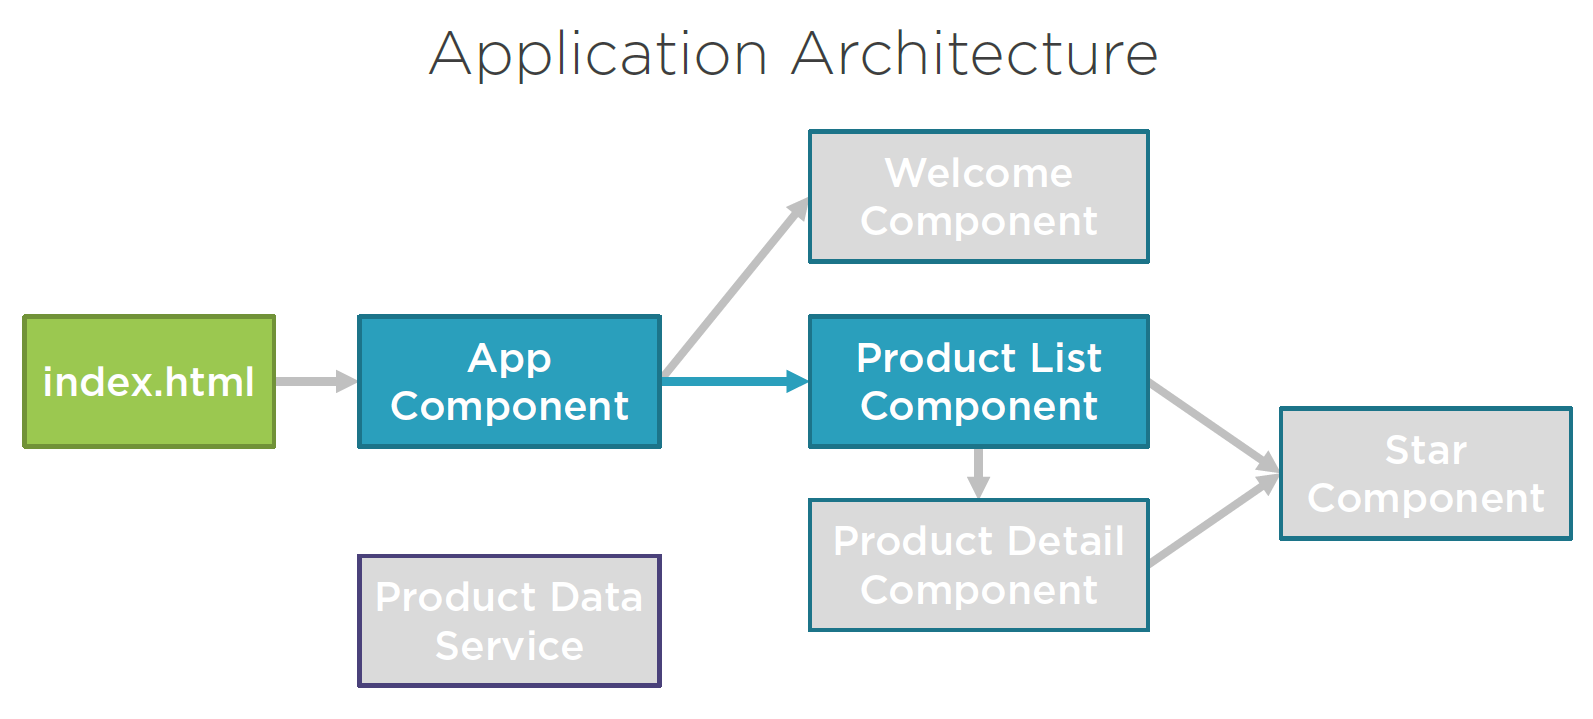 Application Architecture
Welcome
Component
index.html
App
Component
Product List
Component
Star
Component
Product Detail
Component
Product Data
Service